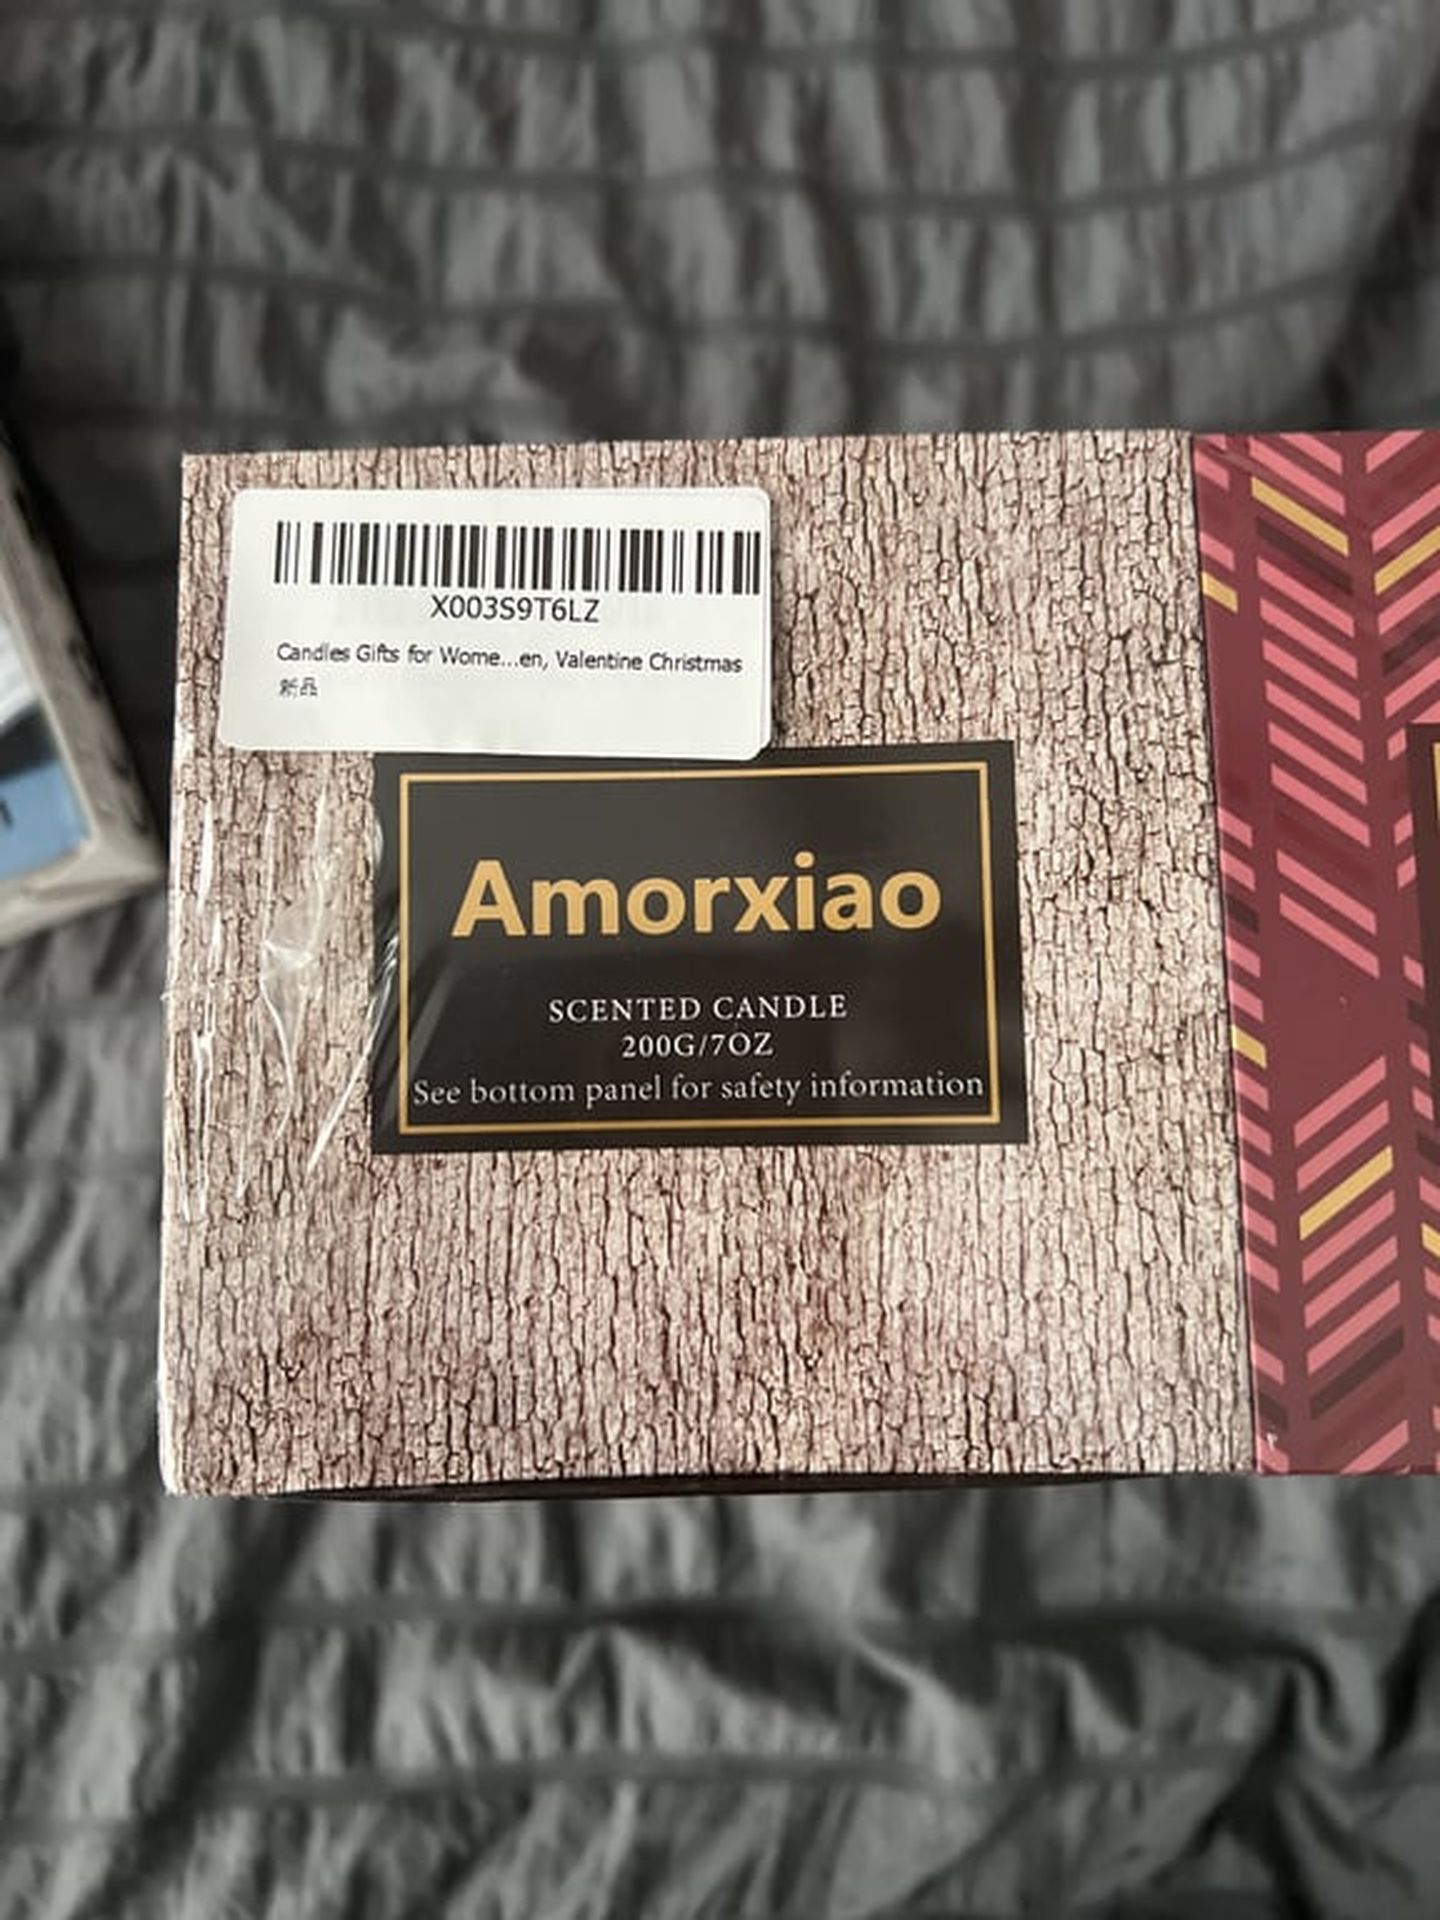 X003S9T6LZ
Candles Gifts for Wome...en, Valentine Christmas
新品
Amorxiao
SCENTED CANDLE
200G/7OZ
See bottom panel for safety information